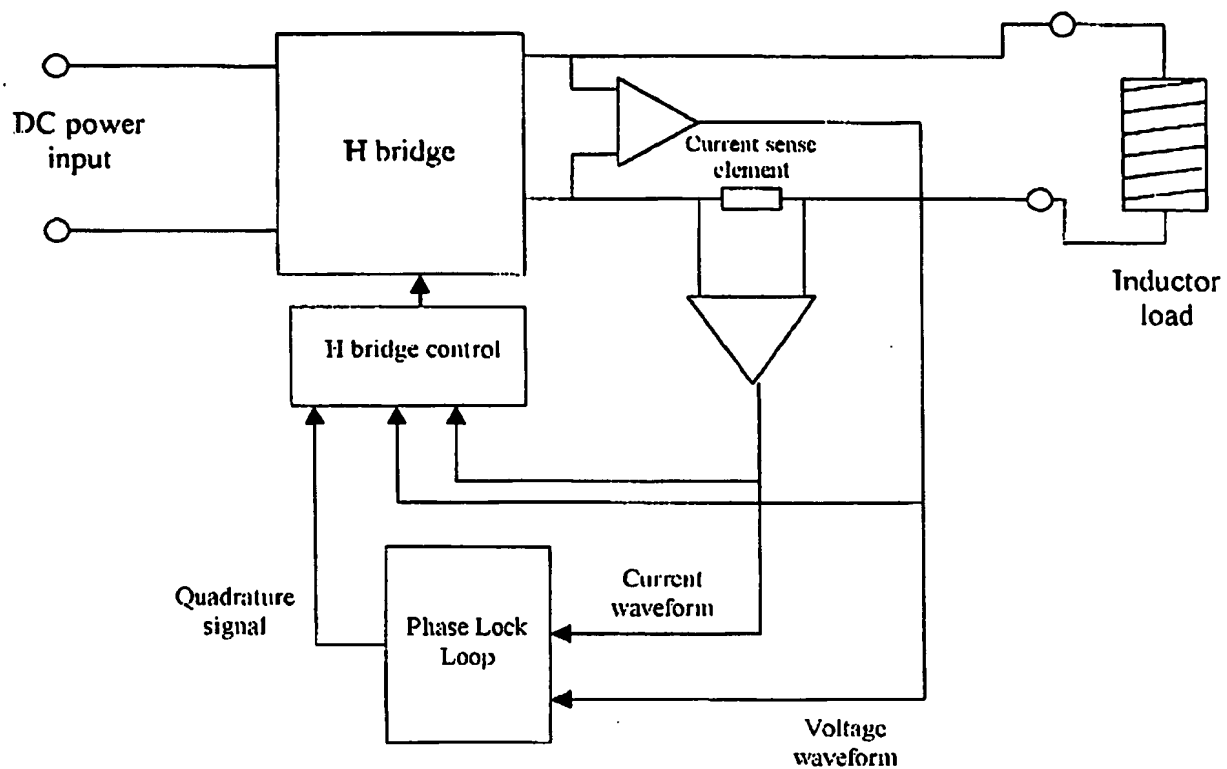 DC power
input
H bridge
Current sense
element
Inductor
load
H bridge control
Quadrature
signal
Phase Lock
Loop
Current
waveform
Voltage
waveform